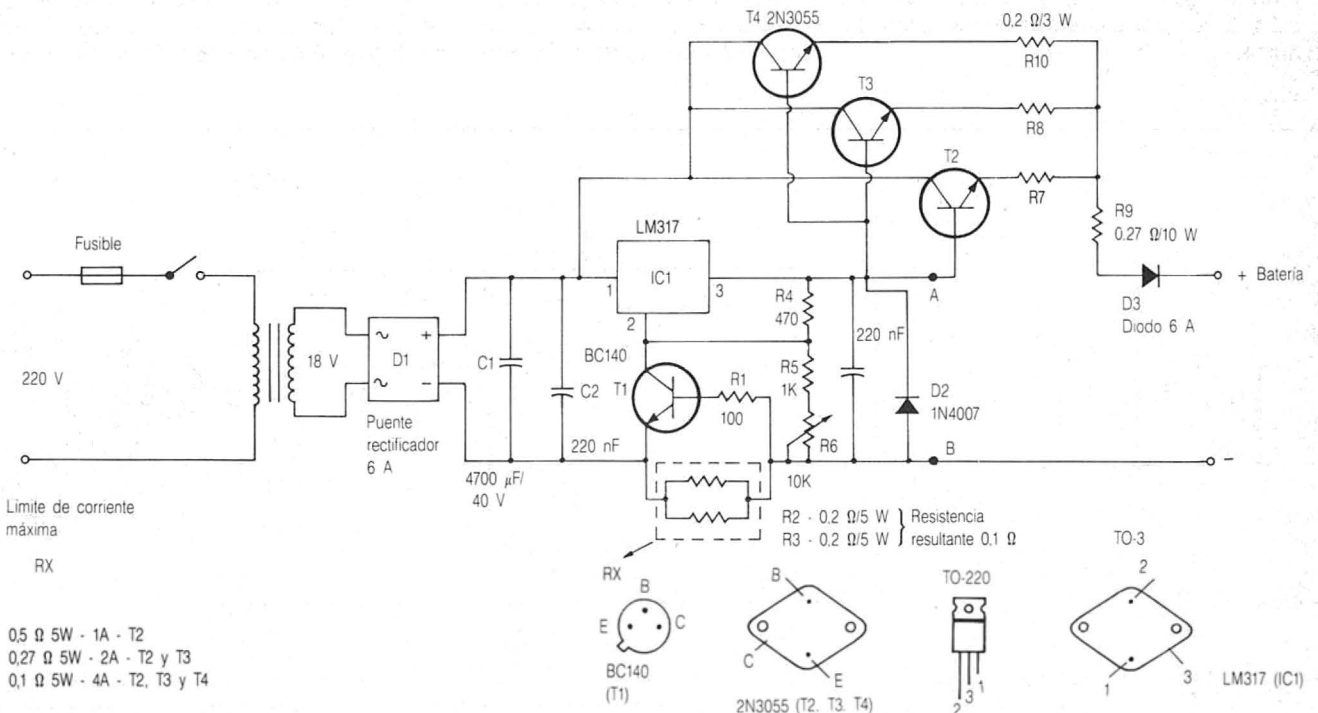 T4 2N3055
0,2 Ω/3 W
R10
T3
R8
T2
R7
R9
0,27 Ω/10 W
LM317
Fusible
1
IC1
3
2
A
+ Batería
D3
Diodo 6 A
R4
470
220 nF
BC140
T1
R1
100
R5
1K
R6
10K
D2
1N4007
B
-
220 V
18 V
~
~
+
-
D1
Puente
rectificador
6 A
C1
C2
220 nF
4700 µF/
40 V
Límite de corriente
máxima
RX
0,5 Ω 5W - 1A - T2
0,27 Ω 5W - 2A - T2 y T3
0,1 Ω 5W - 4A - T2, T3 y T4
R2 - 0,2 Ω/5 W } Resistencia
R3 - 0,2 Ω/5 W } resultante 0,1 Ω
RX
B
E
C
BC140
(T1)
B
C
E
2N3055 (T2, T3, T4)
TO-220
1
3
2
TO-3
2
1
3
LM317 (IC1)